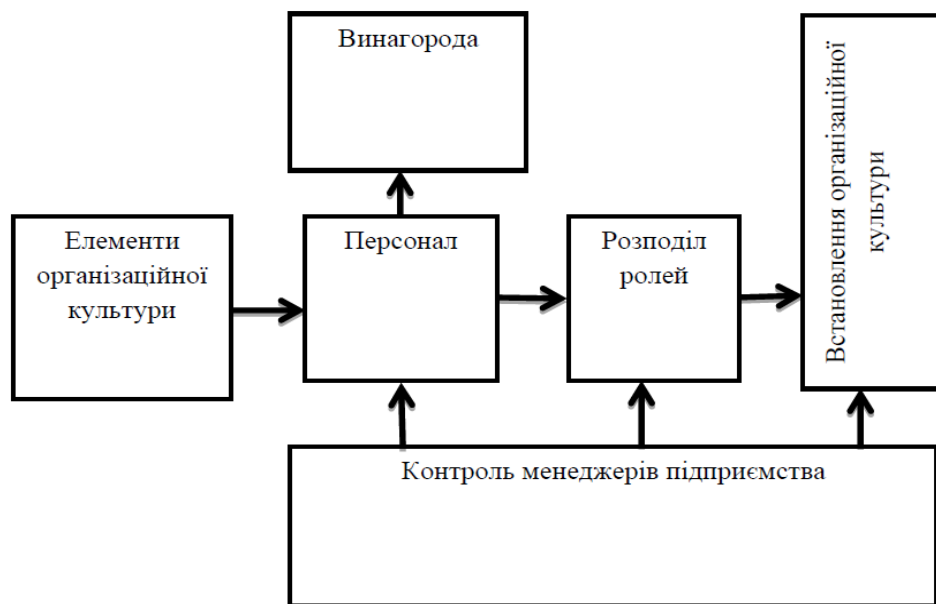 Винагорода
Елементи
організаційної
культури
Персонал
Розподіл
ролей
Встановлення організаційної
культури
Контроль менеджерів підприємства